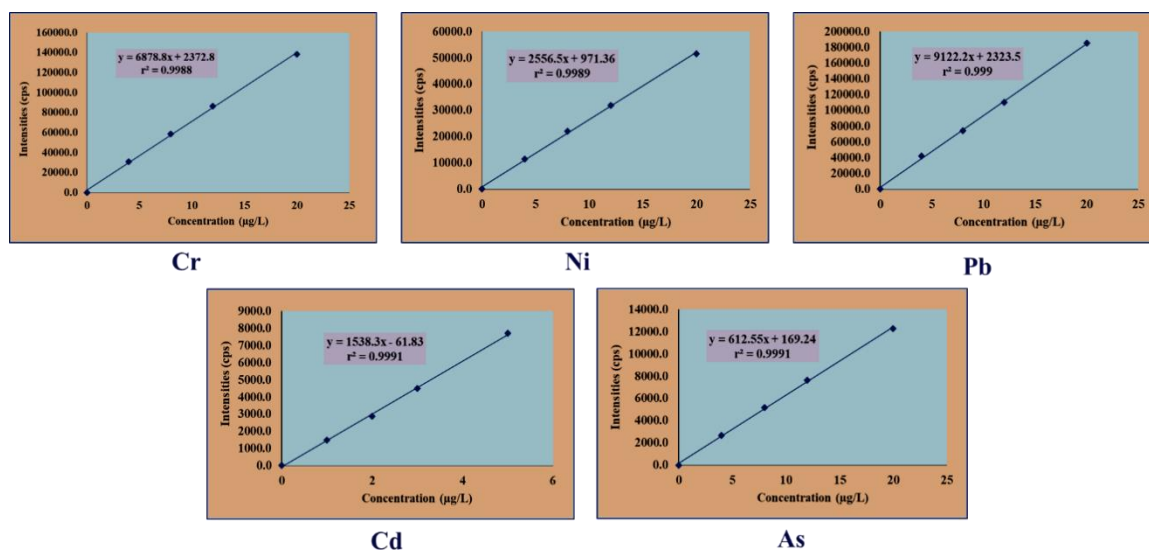 160000.0
140000.0
120000.0
100000.0
80000.0
60000.0
40000.0
20000.0
0.0
Intensities (cps)
y = 6878.8x + 2372.8
r² = 0.9988
0 5 10 15 20 25
Concentration (µg/L)
Cr
60000.0
50000.0
40000.0
30000.0
20000.0
10000.0
0.0
Intensities (cps)
y = 2556.5x + 971.36
r² = 0.9989
0 5 10 15 20 25
Concentration (µg/L)
Ni
200000.0
180000.0
160000.0
140000.0
120000.0
100000.0
80000.0
60000.0
40000.0
20000.0
0.0
Intensities (cps)
y = 9122.2x + 2323.5
r² = 0.999
0 5 10 15 20 25
Concentration (µg/L)
Pb
9000.0
8000.0
7000.0
6000.0
5000.0
4000.0
3000.0
2000.0
1000.0
0.0
Intensities (cps)
y = 1538.3x - 61.83
r² = 0.9991
0 2 4 6
Concentration (µg/L)
Cd
14000.0
12000.0
10000.0
8000.0
6000.0
4000.0
2000.0
0.0
Intensities (cps)
y = 612.55x + 169.24
r² = 0.9991
0 5 10 15 20 25
Concentration (µg/L)
As